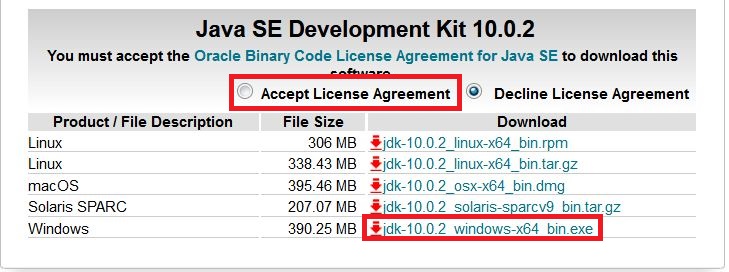 Java SE Development Kit 10.0.2
You must accept the Oracle Binary Code License Agreement for Java SE to download this
software.
Accept License Agreement Decline License Agreement
Product / File Description File Size Download
Linux 306 MB jdk-10.0.2_linux-x64_bin.rpm
Linux 338.43 MB jdk-10.0.2_linux-x64_bin.tar.gz
macOS 395.46 MB jdk-10.0.2_osx-x64_bin.dmg
Solaris SPARC 207.07 MB jdk-10.0.2_solaris-sparcv9_bin.tar.gz
Windows 390.25 MB jdk-10.0.2_windows-x64_bin.exe